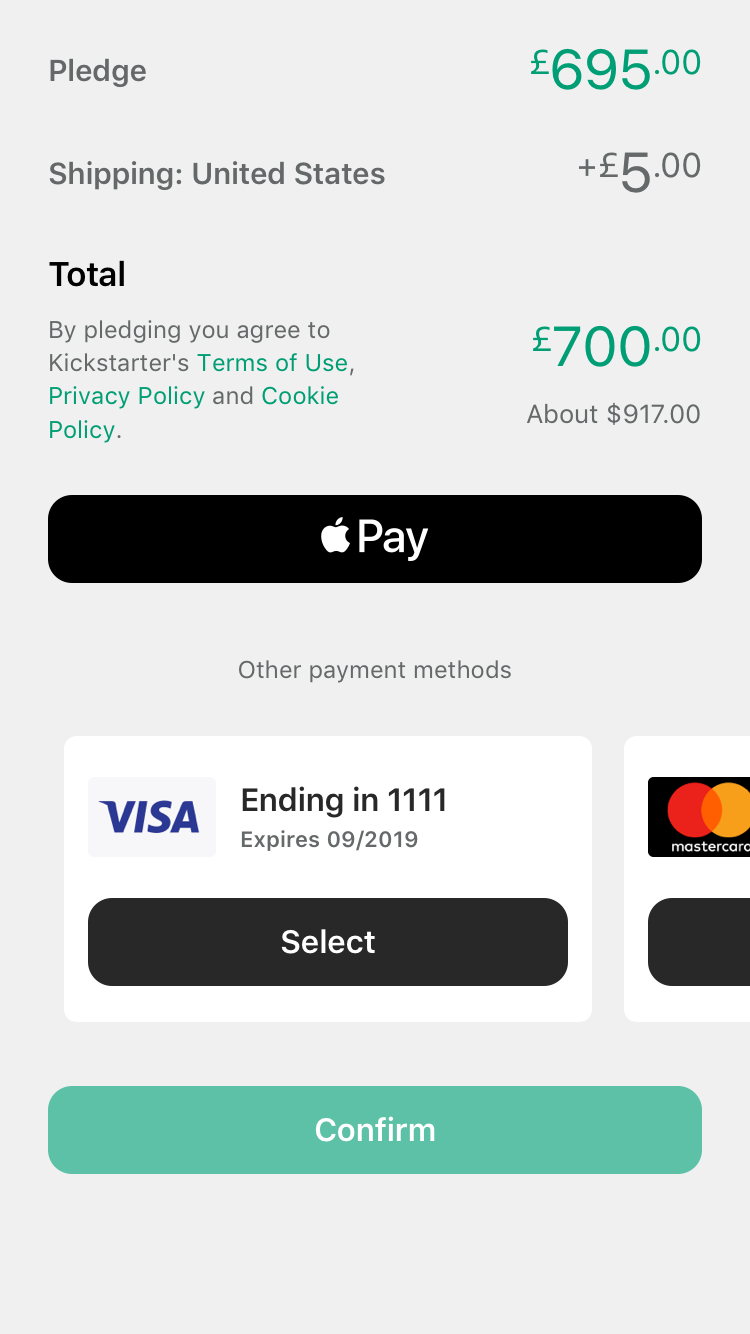 Pledge £695.00
Shipping: United States +£5.00
Total
By pledging you agree to
Kickstarter's Terms of Use,
Privacy Policy and Cookie
Policy.
£700.00
About $917.00
Pay
Other payment methods
VISA Ending in 1111
Expires 09/2019
Select
mastercard
Confirm